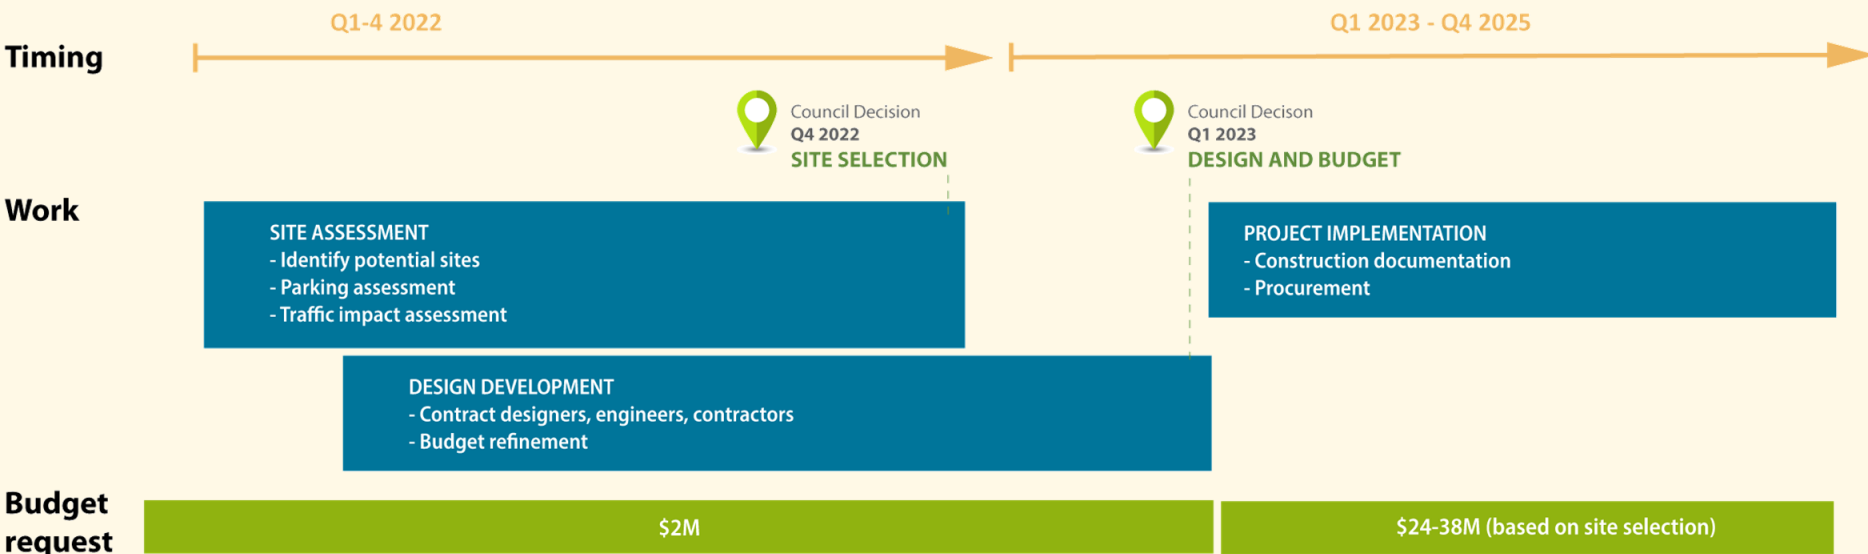 Timing
Q1-4 2022
Q1 2023 - Q4 2025
Council Decision
Q4 2022
SITE SELECTION
Council Decison
Q1 2023
DESIGN AND BUDGET
Work
SITE ASSESSMENT
- Identify potential sites
- Parking assessment
- Traffic impact assessment
PROJECT IMPLEMENTATION
- Construction documentation
- Procurement
DESIGN DEVELOPMENT
- Contract designers, engineers, contractors
- Budget refinement
Budget
request
$2M
$24-38M (based on site selection)